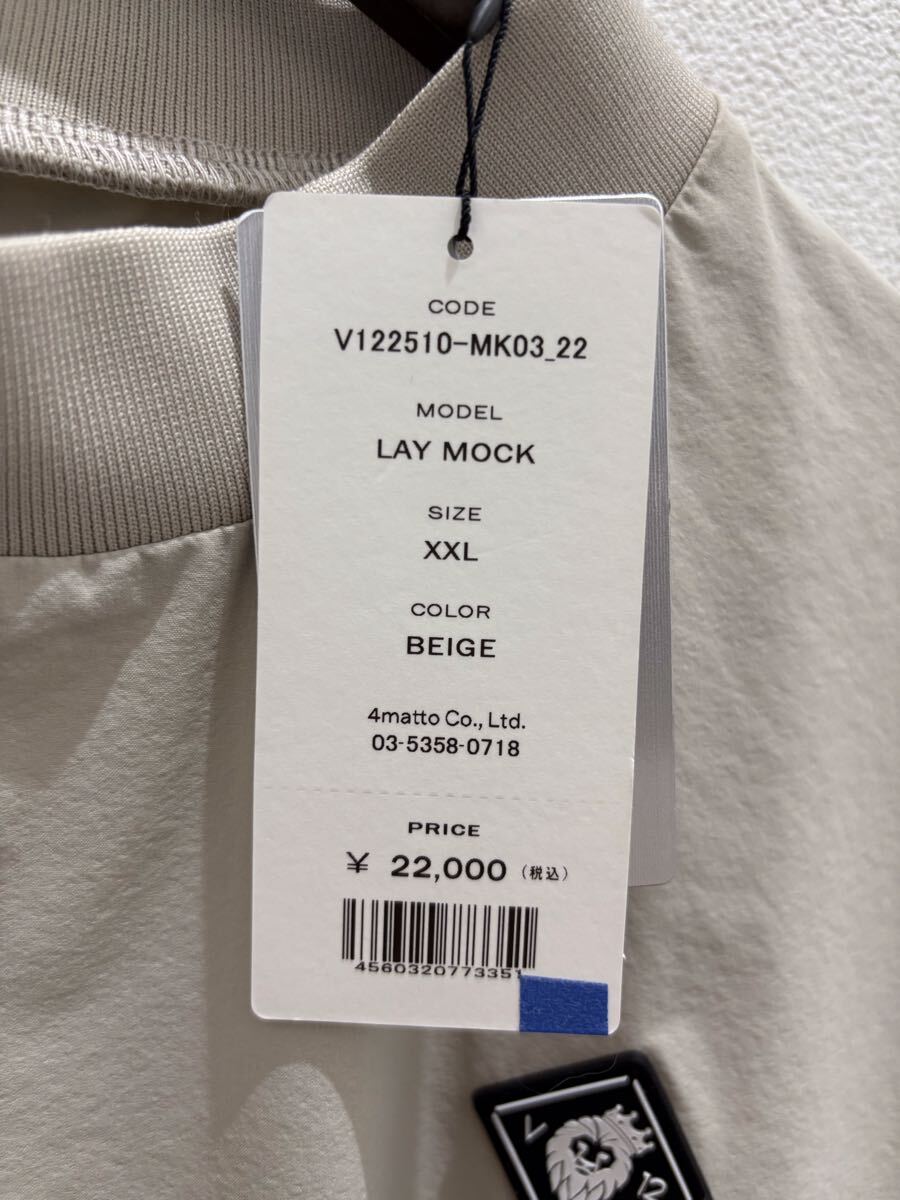 CODE
V122510-MK03_22
MODEL
LAY MOCK
SIZE
XXL
COLOR
BEIGE
4matto Co., Ltd.
03-5358-0718
PRICE
¥ 22,000 (税込)
4560320773351
V
12